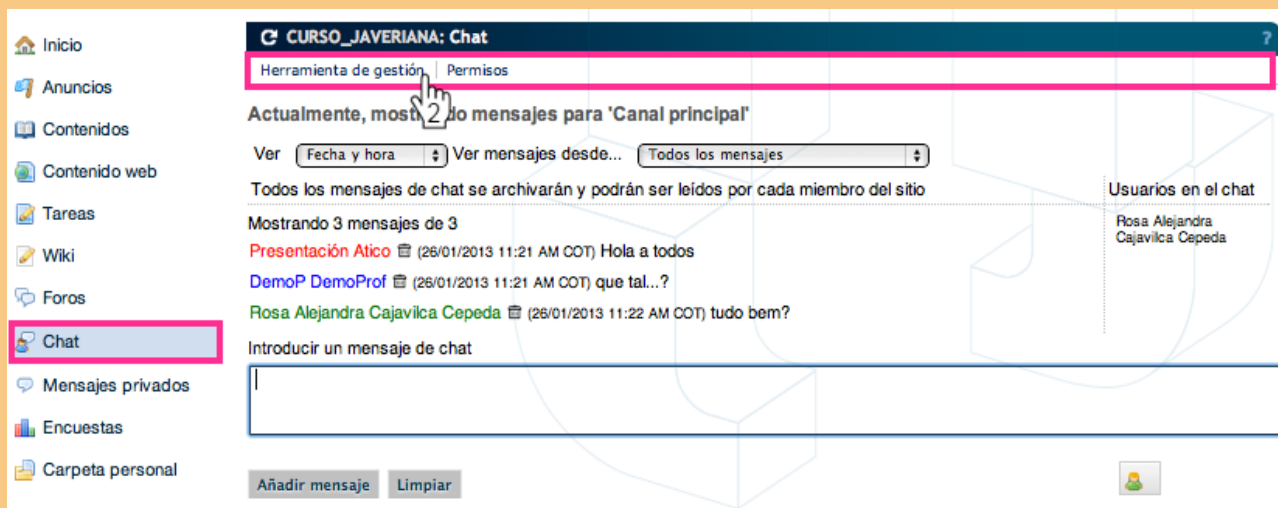 Inicio
Anuncios
Contenidos
Contenido web
Tareas
Wiki
Foros
Chat
Mensajes privados
Encuestas
Carpeta personal
CURSO_JAVERIANA: Chat ?
Herramienta de gestión | Permisos
2
Actualmente, most do mensajes para 'Canal principal'
Ver Fecha y hora Ver mensajes desde... Todos los mensajes
Todos los mensajes de chat se archivarán y podrán ser leídos por cada miembro del sitio
Mostrando 3 mensajes de 3
Presentación Atico (26/01/2013 11:21 AM COT) Hola a todos
DemoP DemoProf (26/01/2013 11:21 AM COT) que tal...?
Rosa Alejandra Cajavilca Cepeda (26/01/2013 11:22 AM COT) tudo bem?
Usuarios en el chat
Rosa Alejandra
Cajavilca Cepeda
Introducir un mensaje de chat
Añadir mensaje Limpiar